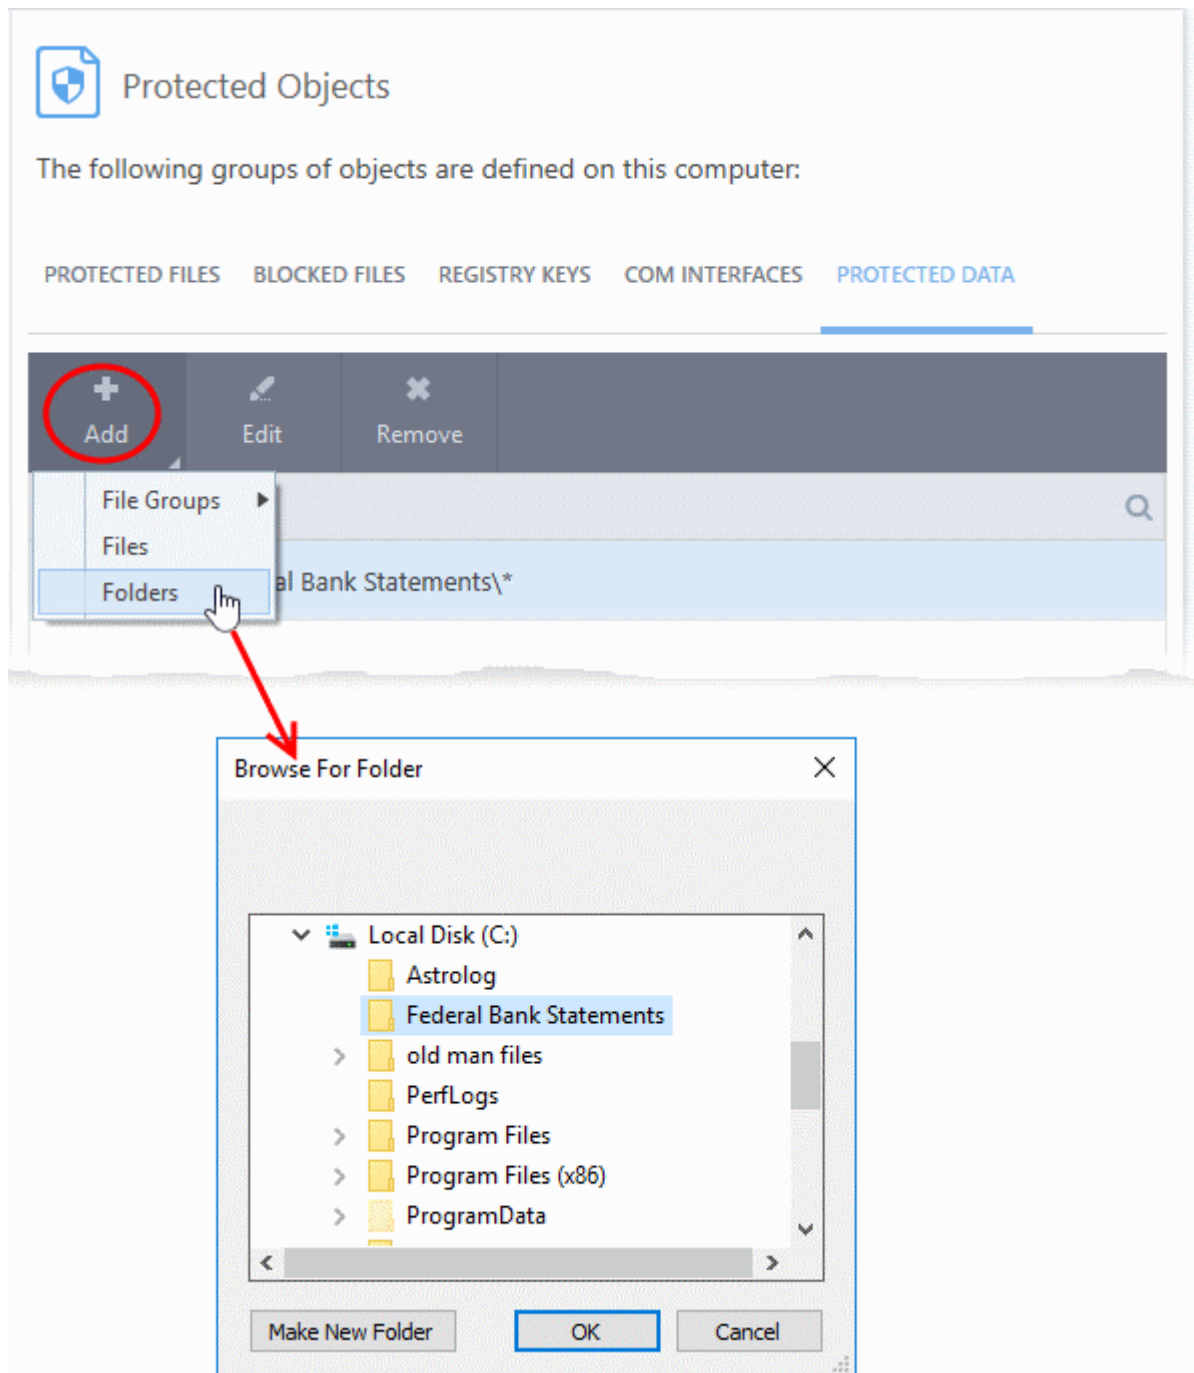 Protected Objects
The following groups of objects are defined on this computer:
PROTECTED FILES BLOCKED FILES REGISTRY KEYS COM INTERFACES PROTECTED DATA
Add Edit Remove
File Groups
Files
Folders
al Bank Statements\*
Browse For Folder
Local Disk (C:)
Astrolog
Federal Bank Statements
old man files
PerfLogs
Program Files
Program Files (x86)
ProgramData
Make New Folder OK Cancel